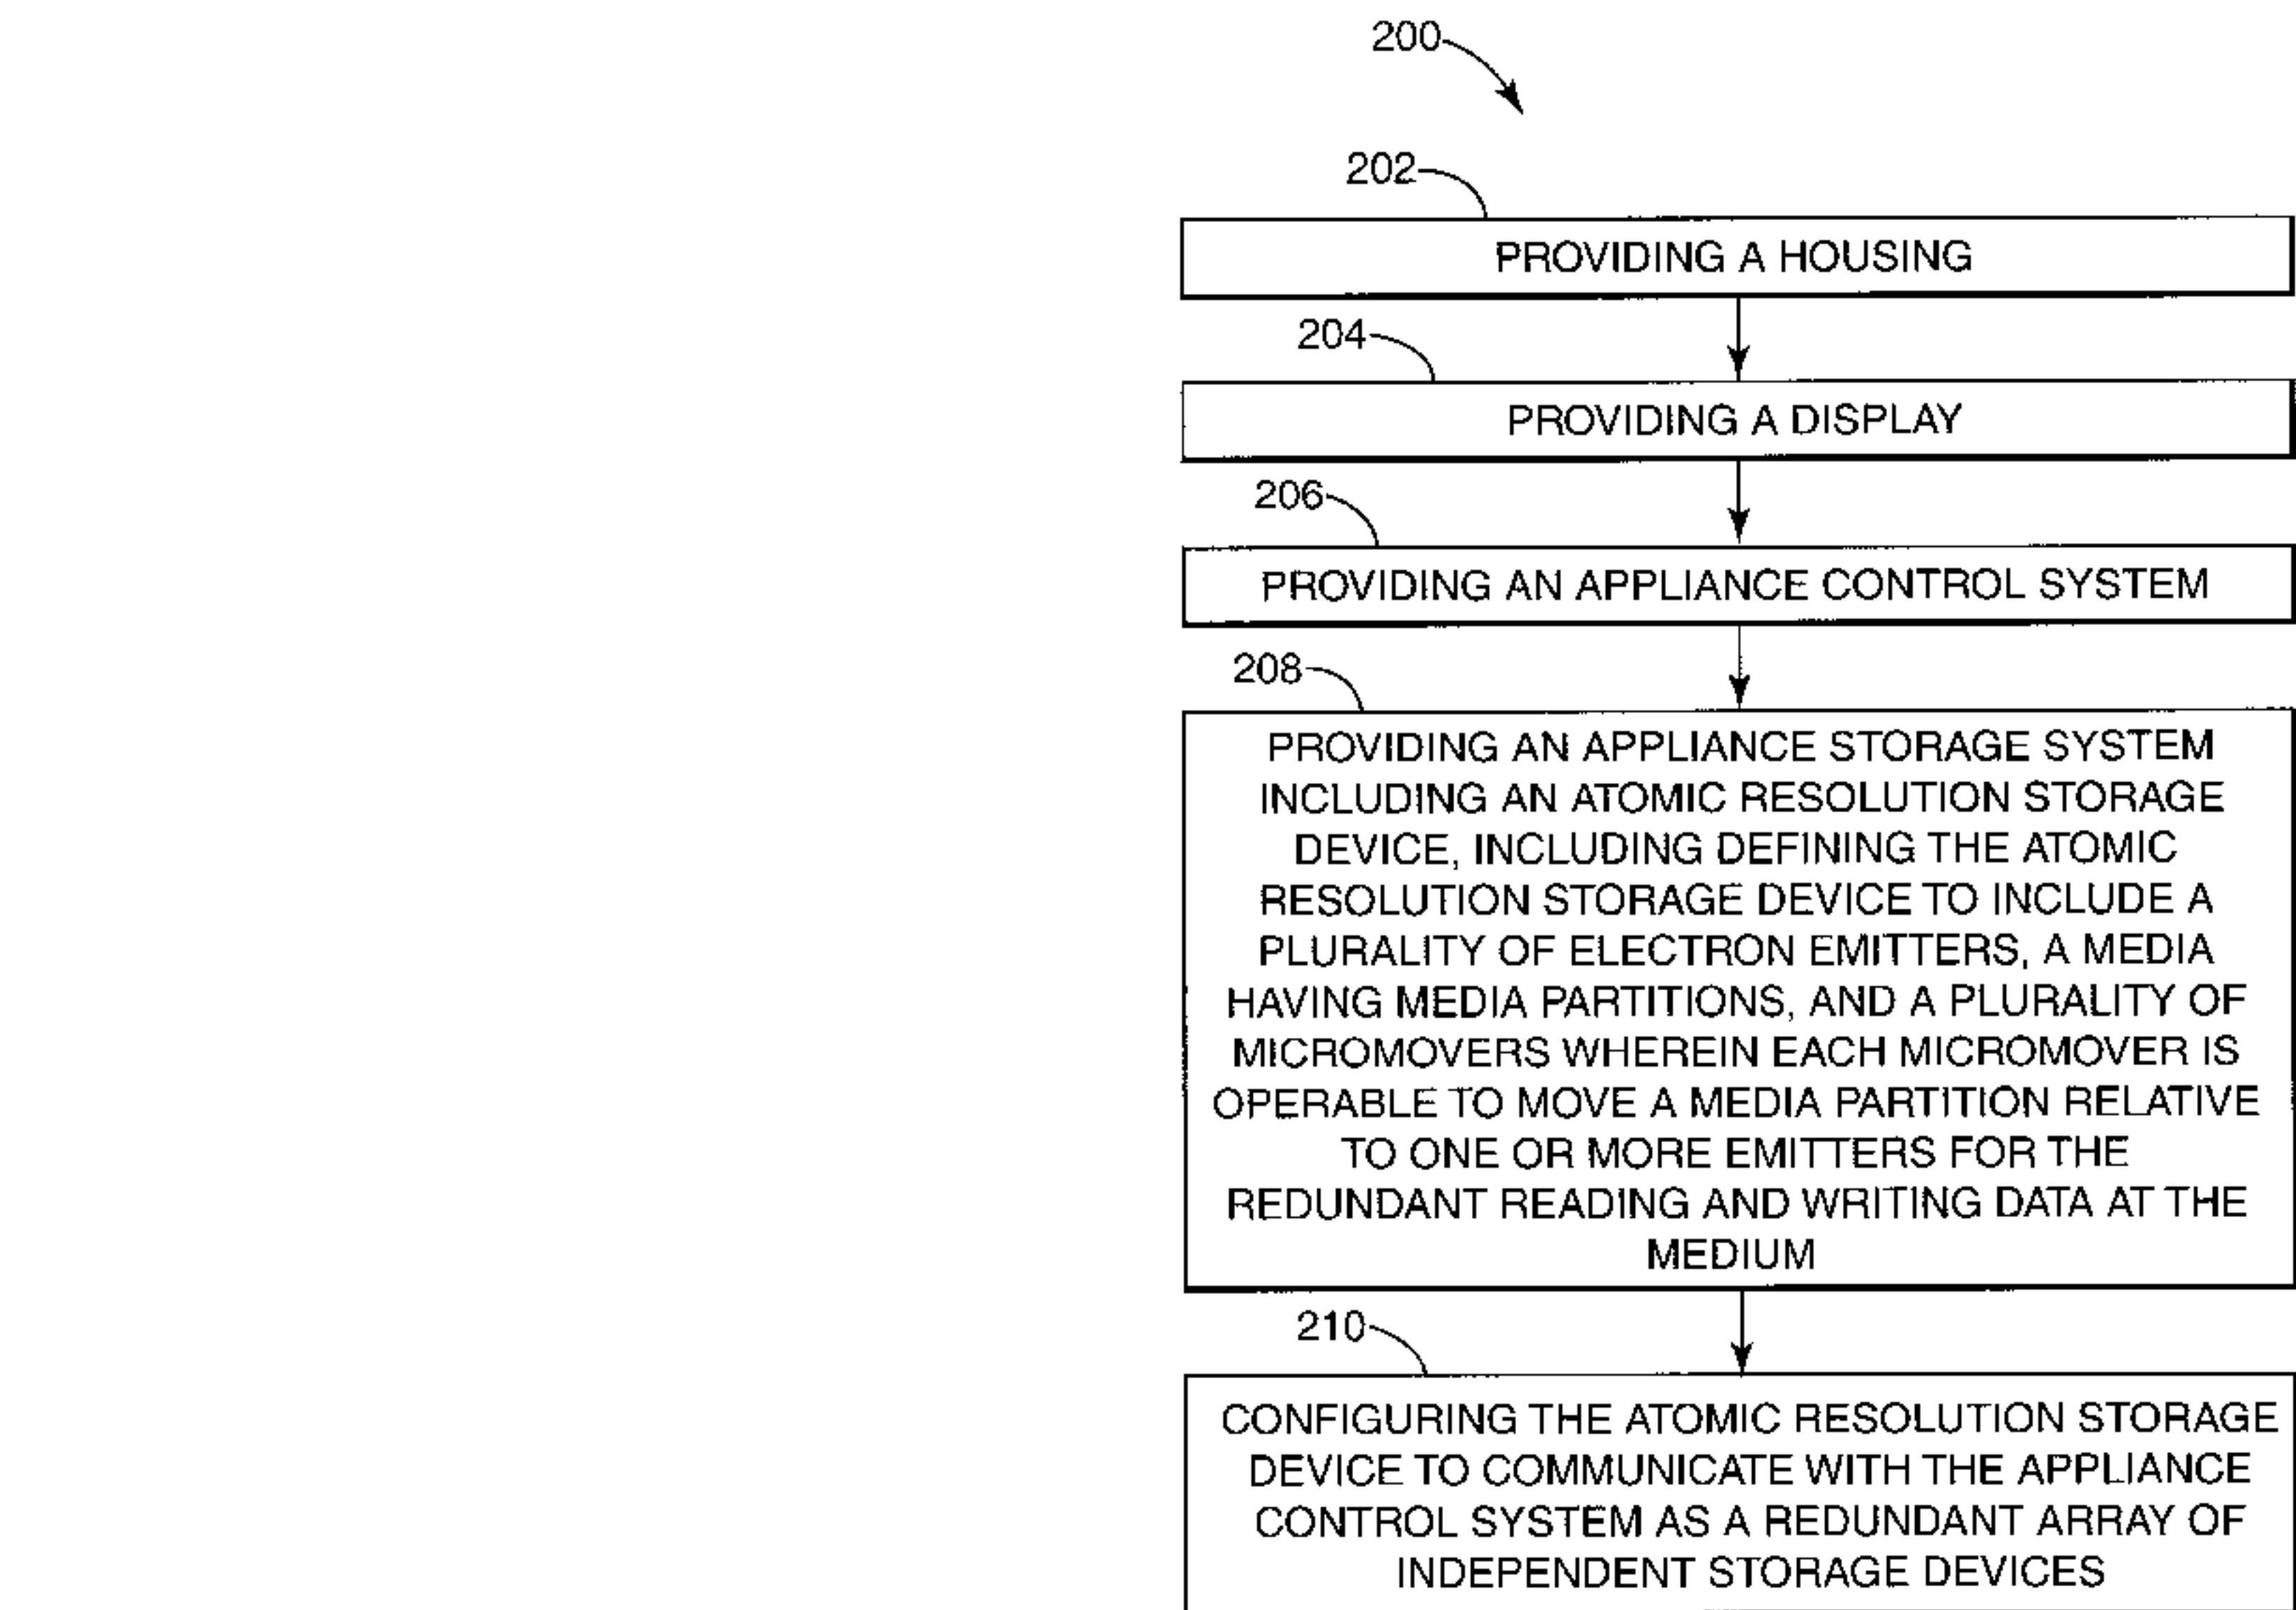 200
202
PROVIDING A HOUSING
204
PROVIDING A DISPLAY
206
PROVIDING AN APPLIANCE CONTROL SYSTEM
208
PROVIDING AN APPLIANCE STORAGE SYSTEM
INCLUDING AN ATOMIC RESOLUTION STORAGE
DEVICE, INCLUDING DEFINING THE ATOMIC
RESOLUTION STORAGE DEVICE TO INCLUDE A
PLURALITY OF ELECTRON EMITTERS, A MEDIA
HAVING MEDIA PARTITIONS, AND A PLURALITY OF
MICROMOVERS WHEREIN EACH MICROMOVER IS
OPERABLE TO MOVE A MEDIA PARTITION RELATIVE
TO ONE OR MORE EMITTERS FOR THE
REDUNDANT READING AND WRITING DATA AT THE
MEDIUM
210
CONFIGURING THE ATOMIC RESOLUTION STORAGE
DEVICE TO COMMUNICATE WITH THE APPLIANCE
CONTROL SYSTEM AS A REDUNDANT ARRAY OF
INDEPENDENT STORAGE DEVICES